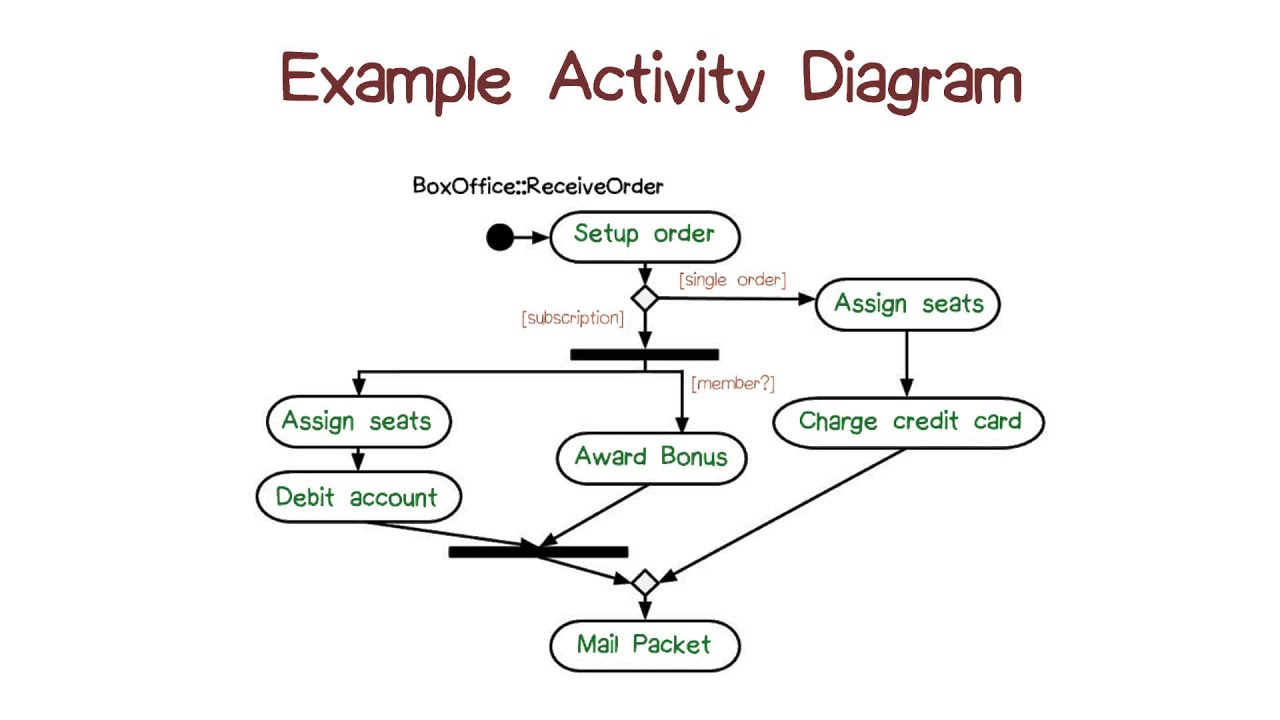 Example Activity Diagram
BoxOffice::ReceiveOrder
Setup order
[single order]
Assign seats
[subscription]
[member?]
Assign seats
Charge credit card
Award Bonus
Debit account
Mail Packet